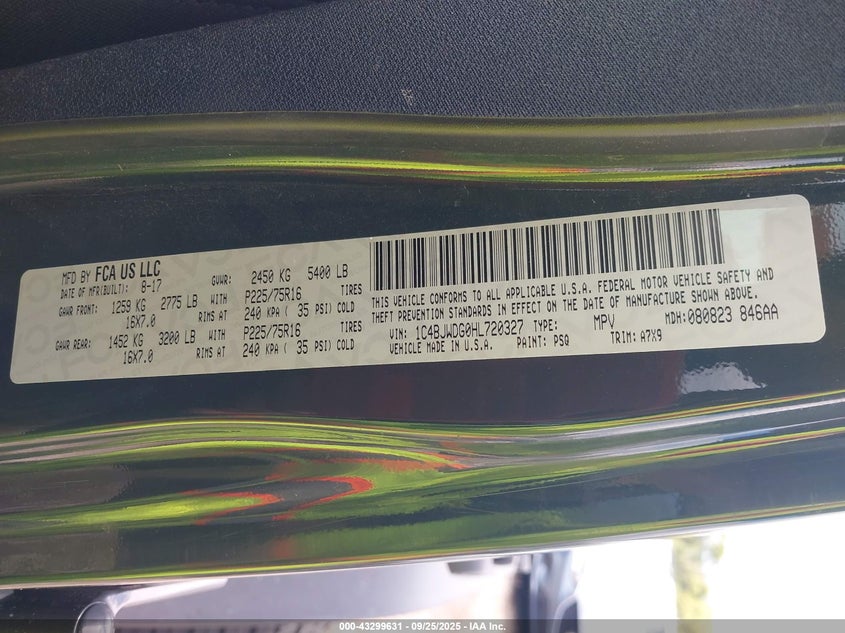 MFD BY FCA US LLC
DATE OF MFR(BUILT): 8-17 GVWR: 2450 KG 5400 LB
GAWR FRONT: 1259 KG 2775 LB WITH P225/75R16 TIRES
16X7.0 RIMS AT 240 KPA ( 35 PSI) COLD
GAWR REAR: 1452 KG 3200 LB WITH P225/75R16 TIRES
16X7.0 RIMS AT 240 KPA ( 35 PSI) COLD
THIS VEHICLE CONFORMS TO ALL APPLICABLE U.S.A. FEDERAL MOTOR VEHICLE SAFETY AND
THEFT PREVENTION STANDARDS IN EFFECT ON THE DATE OF MANUFACTURE SHOWN ABOVE.
VIN: 1C4BJWDG0HL720327 TYPE: MPV MDH: 080823 846AA
VEHICLE MADE IN U.S.A. PAINT: PSQ TRIM: A7X9
000-43299631 - 09/25/2025 - IAA Inc.